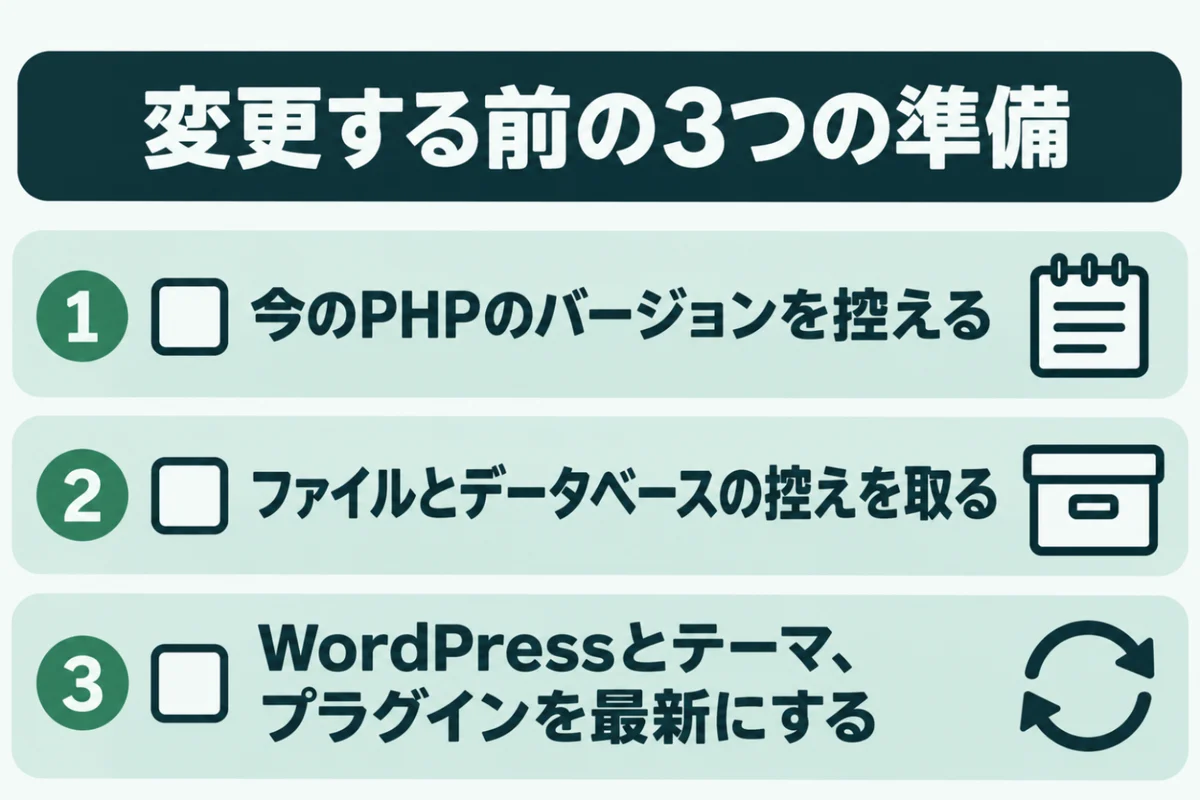 変更する前の3つの準備
1 今のPHPのバージョンを控える
2 ファイルとデータベースの控えを取る
3 WordPressとテーマ、
プラグインを最新にする